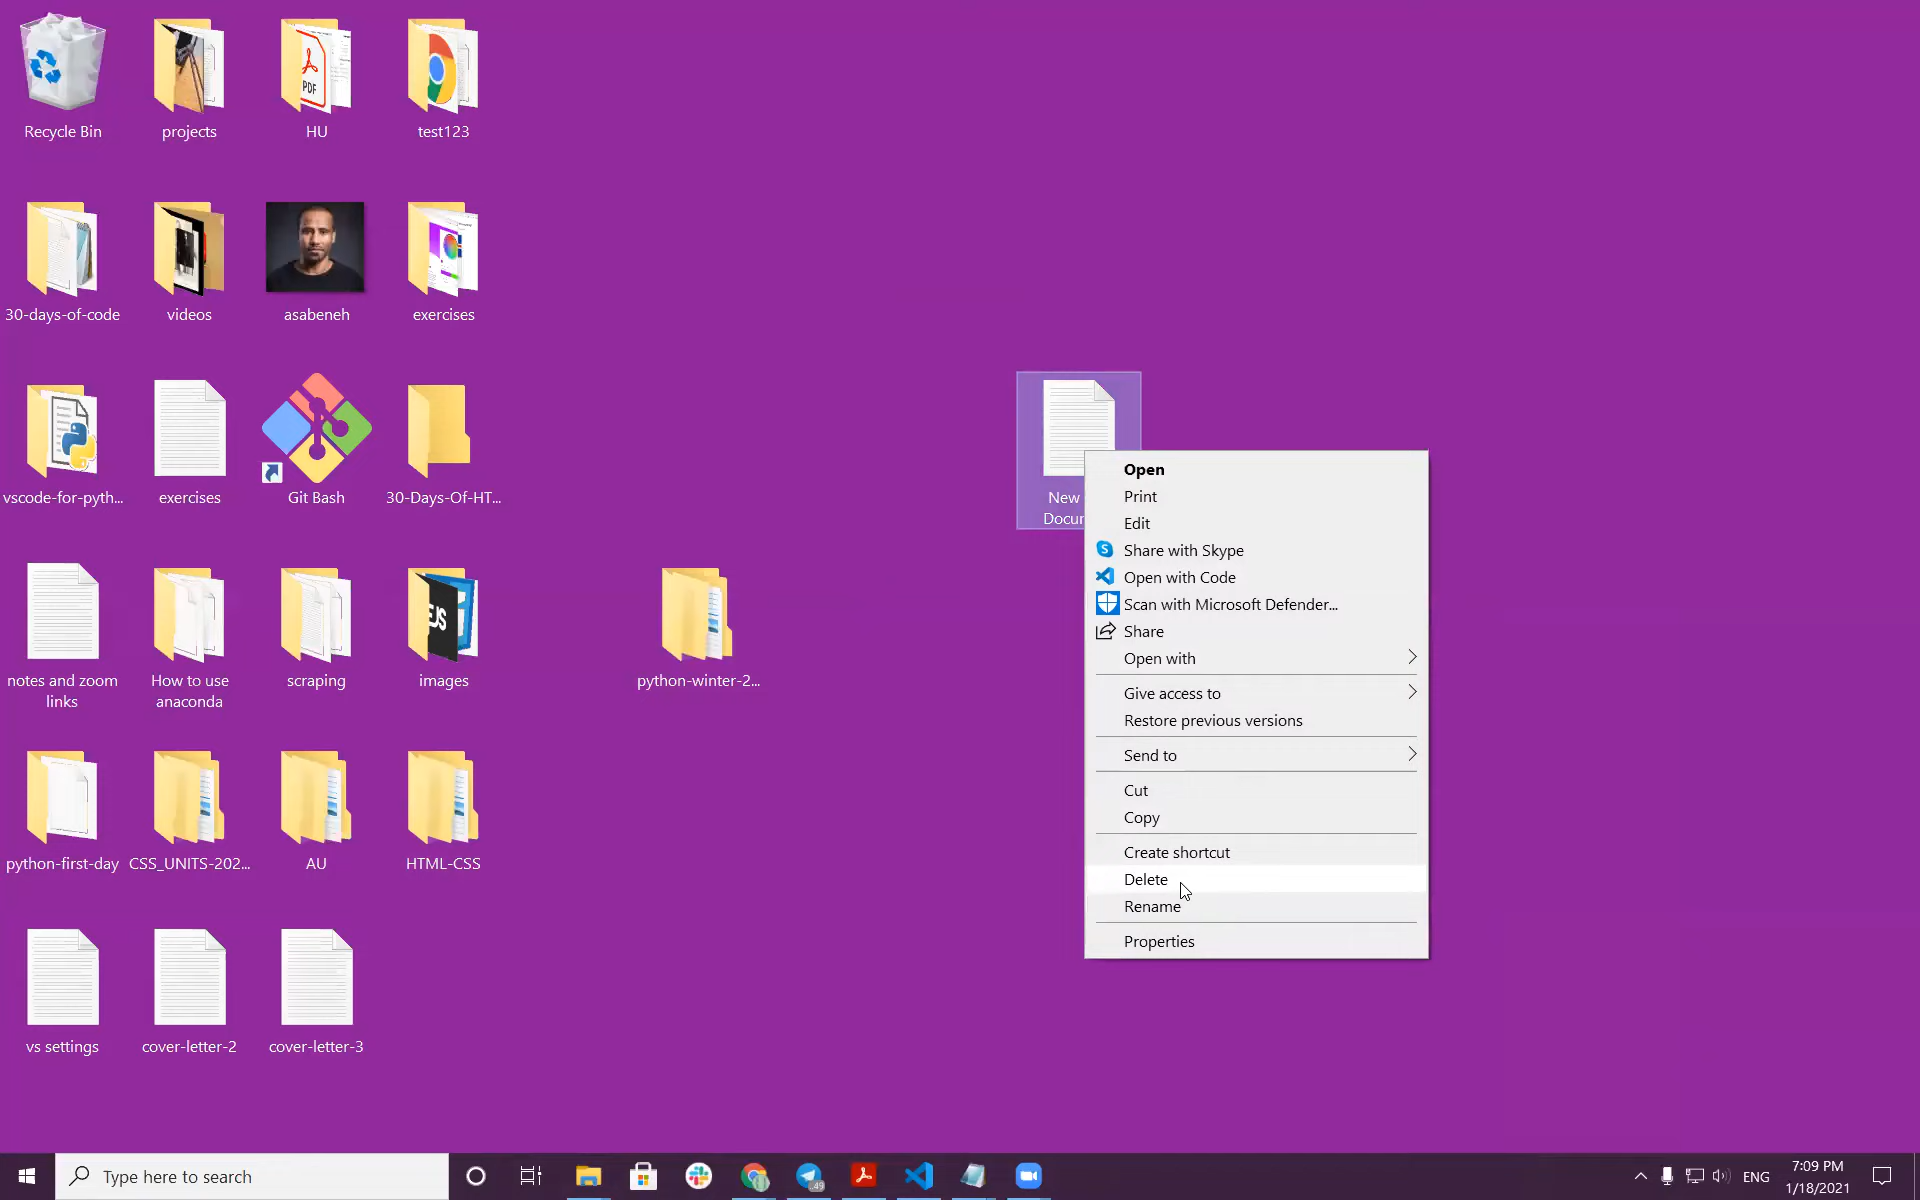 Recycle Bin
projects
HU
test123
PDF
30-days-of-code
videos
asabeneh
exercises
vscode-for-pyth...
exercises
Git Bash
30-Days-Of-HT...
New
Docum
notes and zoom
links
How to use
anaconda
scraping
images
EJS
python-winter-2...
python-first-day
CSS_UNITS-202...
AU
HTML-CSS
vs settings
cover-letter-2
cover-letter-3
Open
Print
Edit
Share with Skype
Open with Code
Scan with Microsoft Defender...
Share
Open with
Give access to
Restore previous versions
Send to
Cut
Copy
Create shortcut
Delete
Rename
Properties
Type here to search
49
ENG
7:09 PM
1/18/2021